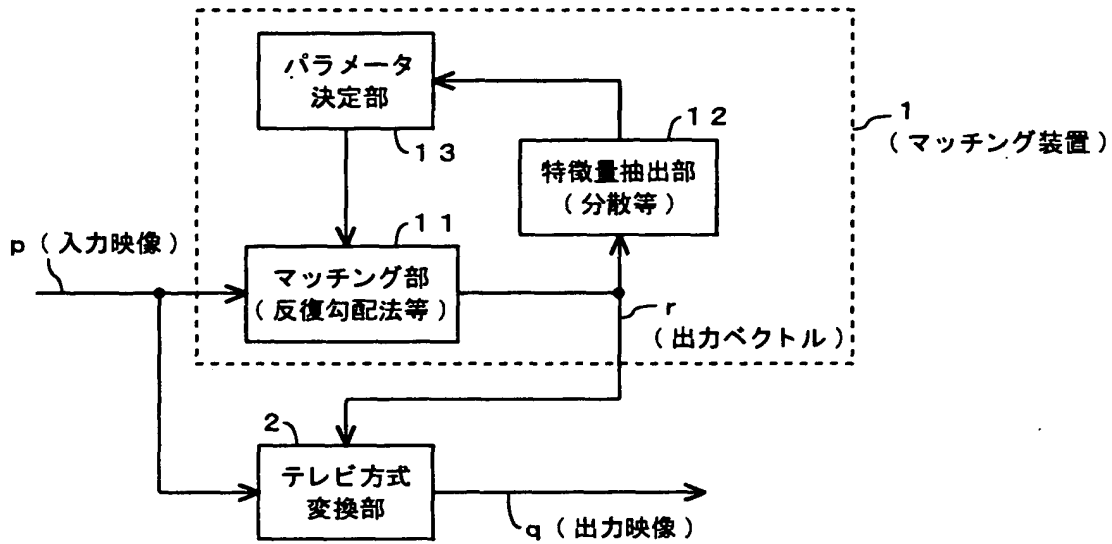 パラメータ
決定部
13
12
1
(マッチング装置)
特徴量抽出部
(分散等)
11
p(入力映像)
マッチング部
(反復勾配法等)
r
(出力ベクトル)
2
テレビ方式
変換部
q(出力映像)